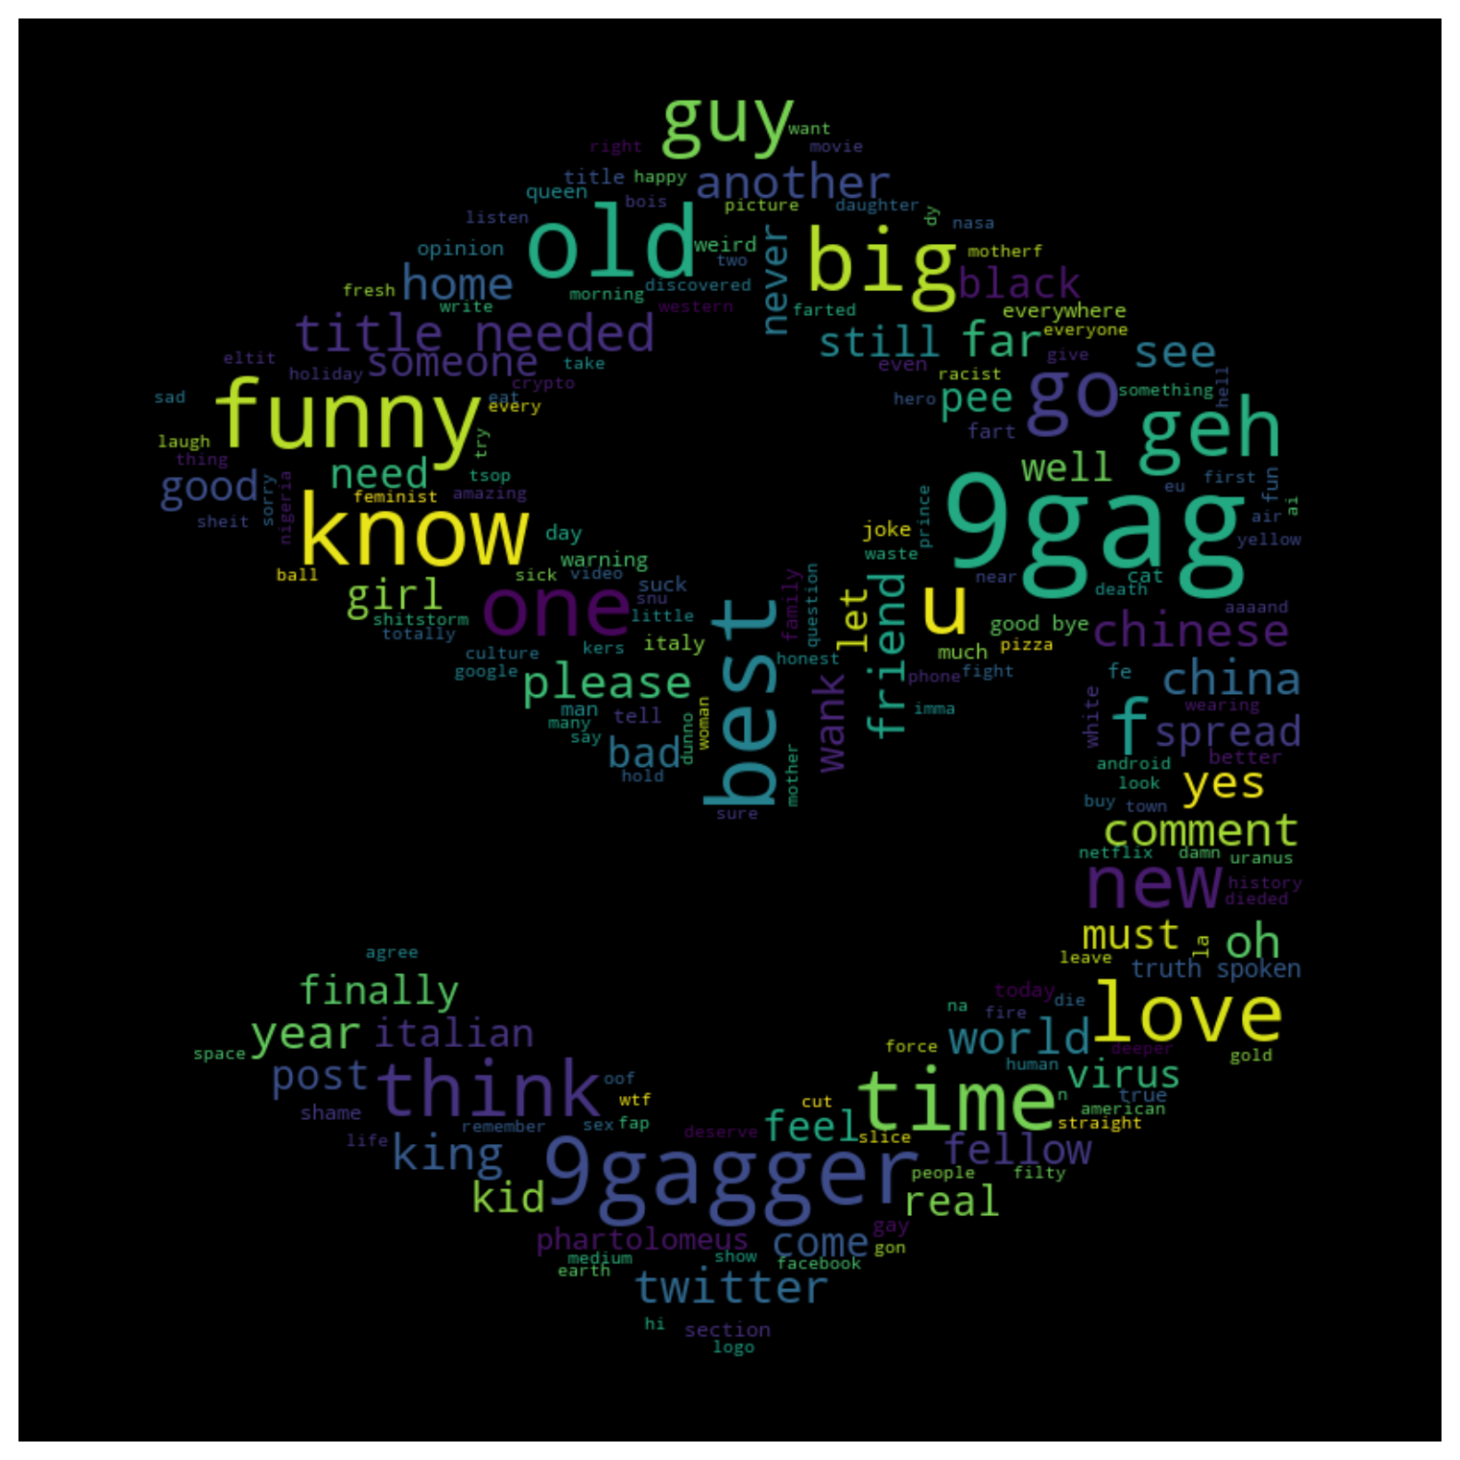 guy
want
right
movie
title
happy
another
queen
bois
picture
daughter
dy
listen
old
nasa
opinion
weird
never
big
motherf
two
home
discovered
black
fresh
morning
write
western
farted
everywhere
title needed
still
far
everyone
eltit
someone
take
even
give
see
holiday
crypto
racist
sad
funny
eat
every
hero
pee
go
something
hell
laugh
try
fart
geh
thing
need
tsop
well
good
sorry
nigeria
feminist
amazing
prince
9gag
eu
first
fun
ai
sheit
know
day
joke
air
warning
waste
yellow
ball
sick
video
suck
near
cat
girl
one
snu
best
family
question
let
friend
u
death
shitstorm
little
good bye
aaaand
totally
italy
chinese
culture
kers
honest
much
pizza
google
please
wank
phone
fight
fe
china
man
tell
woman
imma
white
f
wearing
many
dunno
spread
say
bad
mother
better
hold
android
look
yes
sure
buy
town
comment
netflix
damn
uranus
new
history
dieded
agree
must
la
oh
leave
truth spoken
finally
today
die
na
fire
love
year
italian
world
space
force
deeper
gold
post
think
oof
human
virus
shame
wtf
cut
time
n
true
american
remember
sex
fap
deserve
feel
slice
straight
life
king
9gagger
fellow
kid
people
filty
real
phartolomeus
come
gay
medium
show
facebook
gon
earth
twitter
hi
section
logo